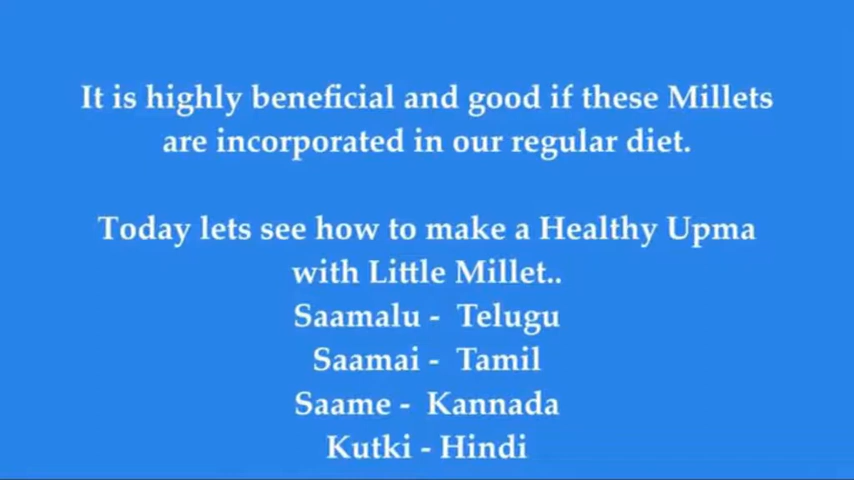 It is highly beneficial and good if these Millets
are incorporated in our regular diet.
Today lets see how to make a Healthy Upma
with Little Millet..
Saamalu - Telugu
Saamai - Tamil
Saame - Kannada
Kutki - Hindi